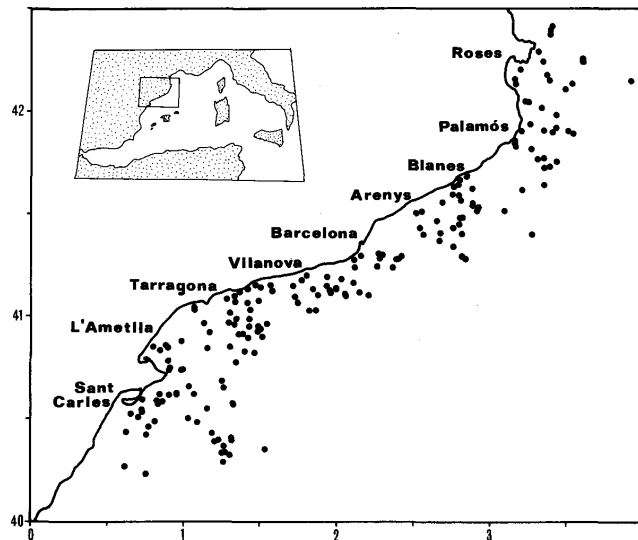 Roses
42
Palamós
Blanes
Arenys
Barcelona
Vilanova
Tarragona
41
L'Ametlla
Sant
Carles
40
0
1
2
3